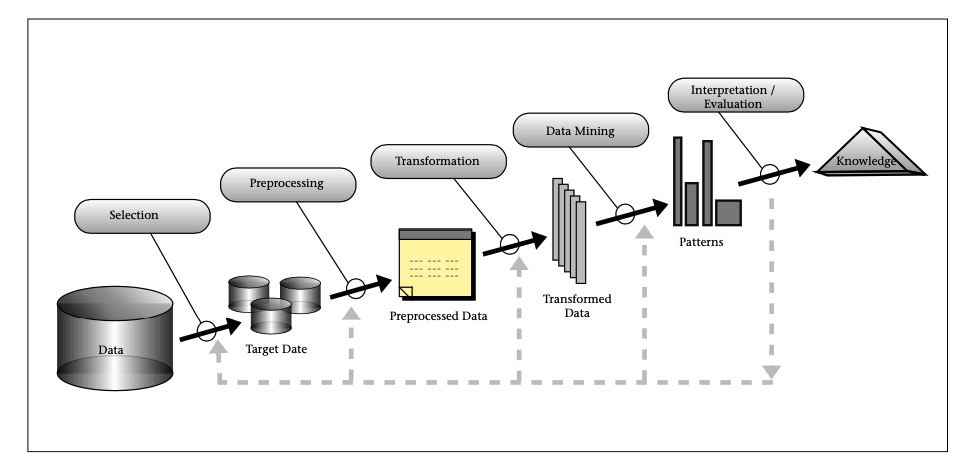 Interpretation /
Evaluation
Data Mining
Transformation
Preprocessing
Selection
Knowledge
Patterns
Transformed
Data
Preprocessed Data
Target Date
Data